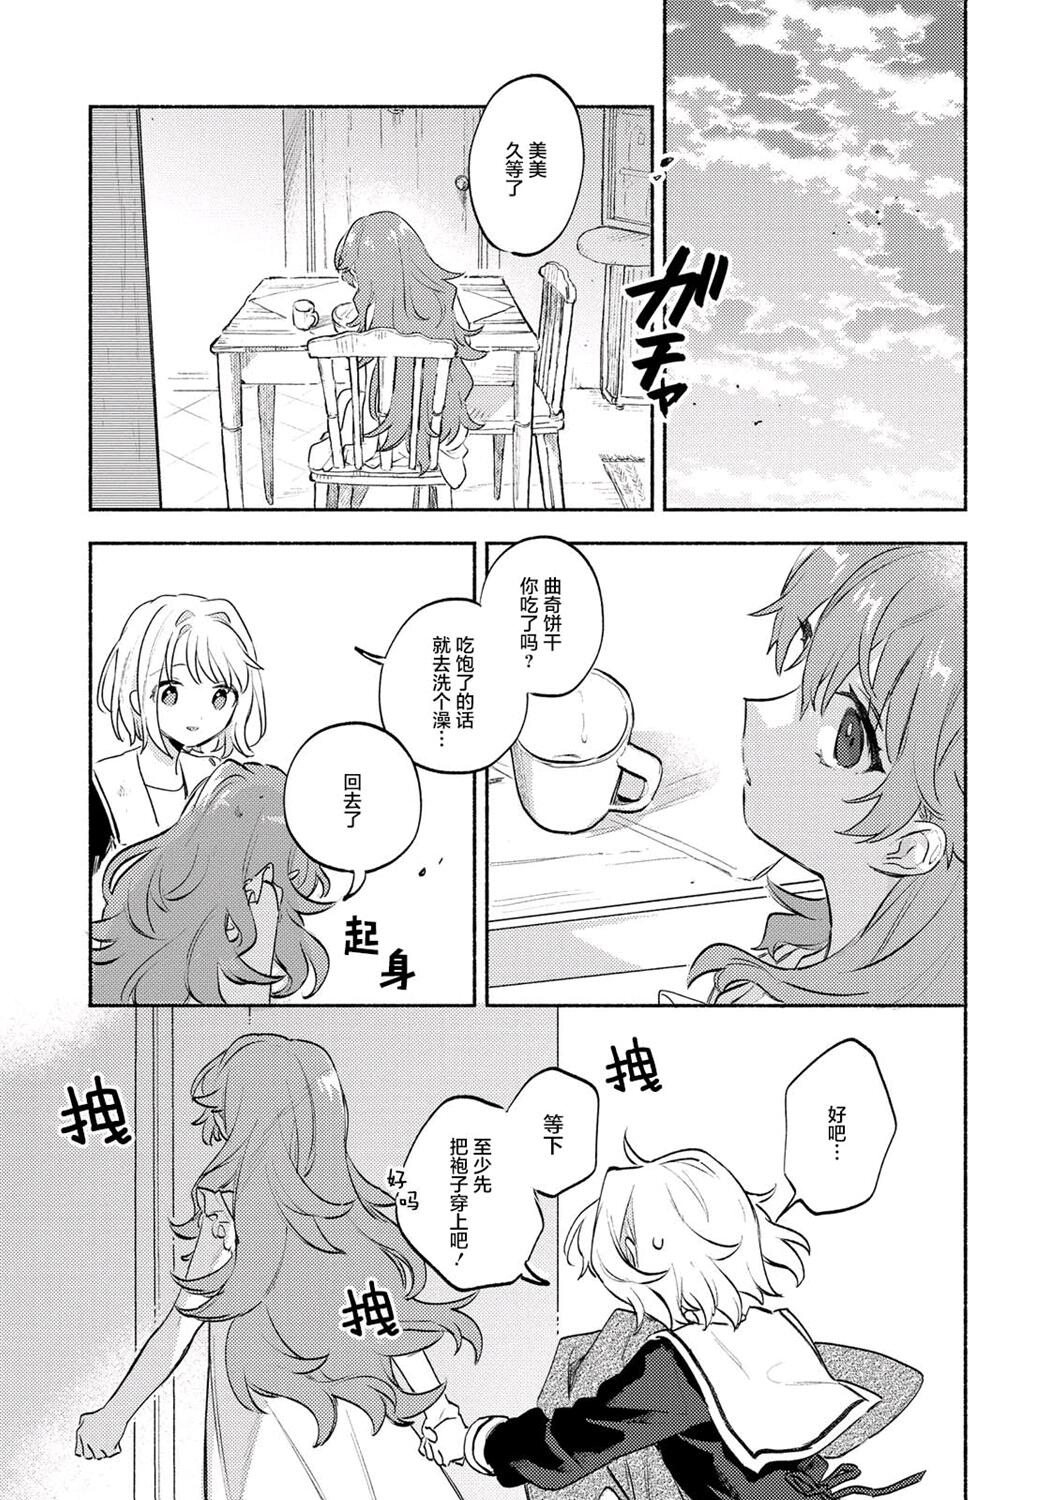 ガチャ
美美
久等了
曲奇饼干
你吃了吗?
吃饱了的话
就去洗个澡…
回去了
起身
好吧…
拽
等下
至少先
把袍子穿上吧!
好吗
拽
拽